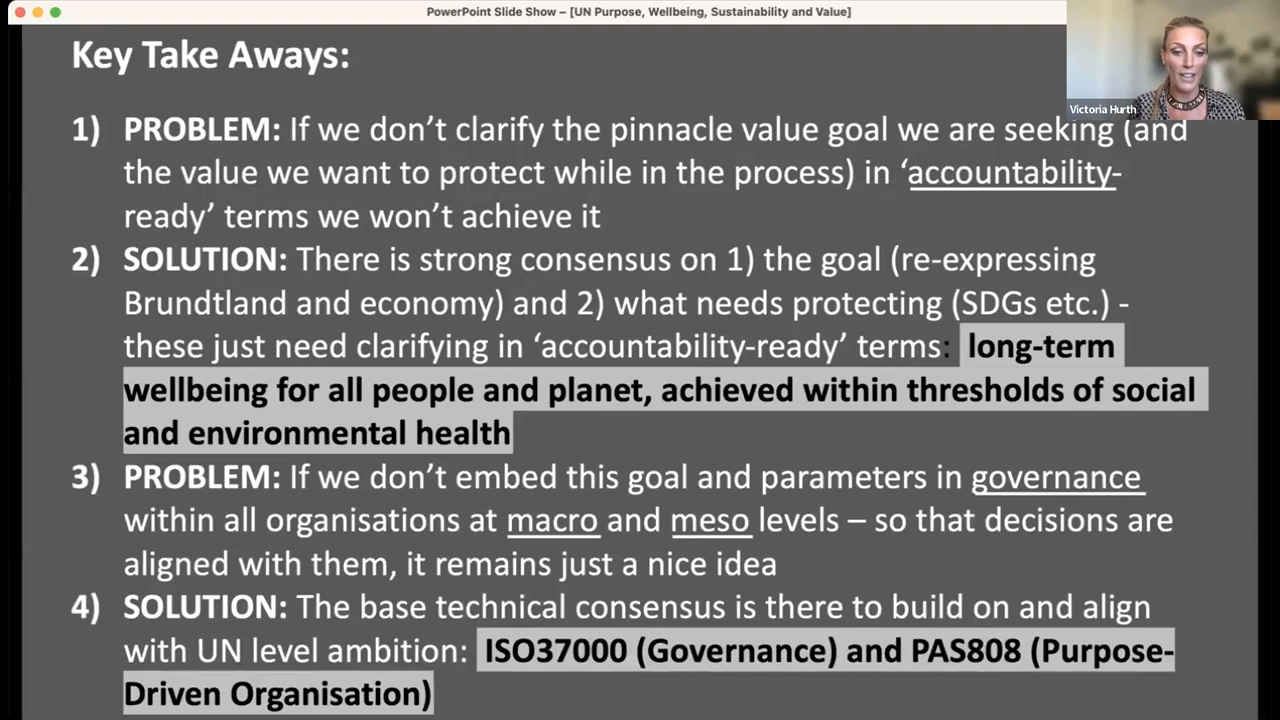 PowerPoint Slide Show – [UN Purpose, Wellbeing, Sustainability and Value]
Key Take Aways:
Victoria Hurth
1) PROBLEM: If we don’t clarify the pinnacle value goal we are seeking (and
the value we want to protect while in the process) in ‘accountability-
ready’ terms we won’t achieve it
2) SOLUTION: There is strong consensus on 1) the goal (re-expressing
Brundtland and economy) and 2) what needs protecting (SDGs etc.) -
these just need clarifying in ‘accountability-ready’ terms: long-term
wellbeing for all people and planet, achieved within thresholds of social
and environmental health
3) PROBLEM: If we don’t embed this goal and parameters in governance
within all organisations at macro and meso levels – so that decisions are
aligned with them, it remains just a nice idea
4) SOLUTION: The base technical consensus is there to build on and align
with UN level ambition: ISO37000 (Governance) and PAS808 (Purpose-
Driven Organisation)